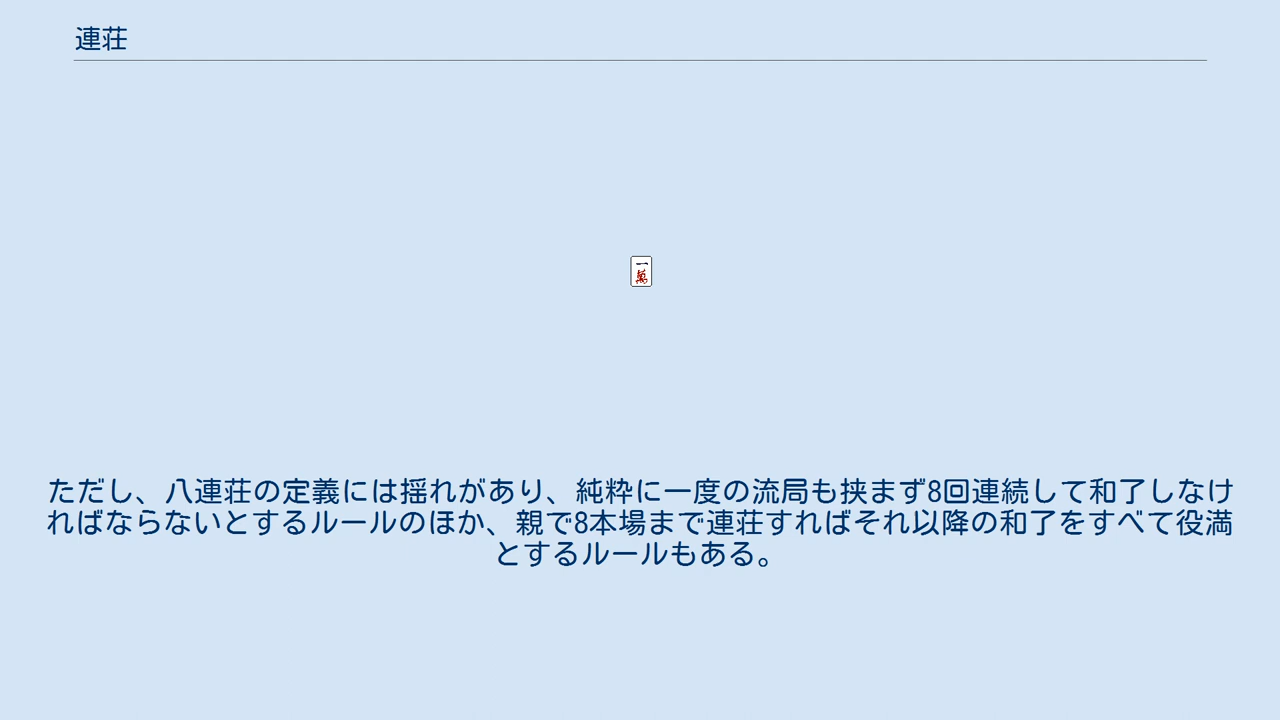 連荘
一萬
ただし、八連荘の定義には揺れがあり、純粋に一度の流局も挟まず8回連続して和了しなけ
ればならないとするルールのほか、親で8本場まで連荘すればそれ以降の和了をすべて役満
とするルールもある。